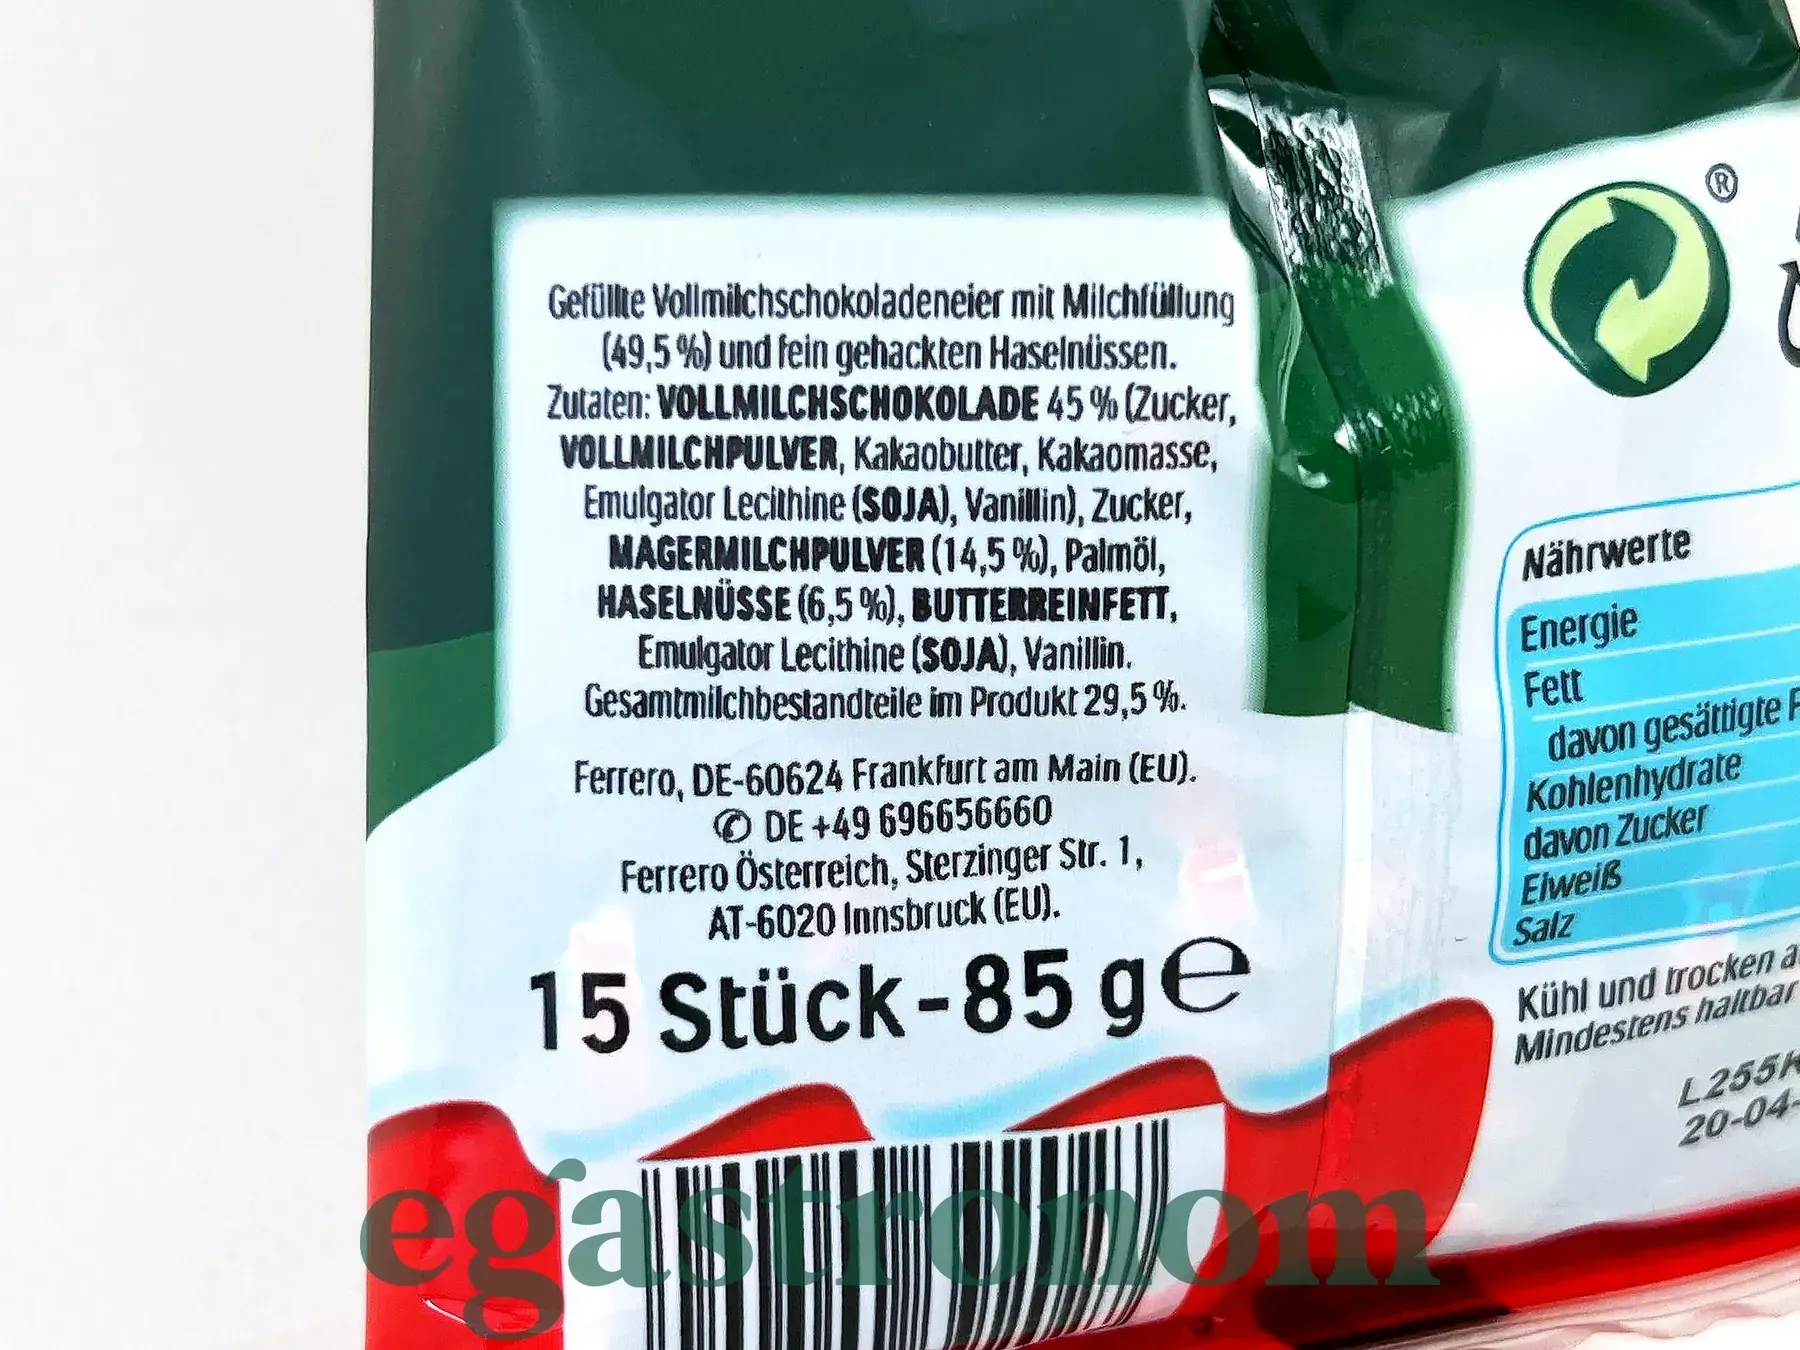 Gefüllte Vollmilchschokoladeneier mit Milchfüllung
(49,5 %) und fein gehackten Haselnüssen.
Zutaten: VOLLMILCHSCHOKOLADE 45 % (Zucker,
VOLLMILCHPULVER, Kakaobutter, Kakaomasse,
Emulgator Lecithine (SOJA), Vanillin), Zucker,
MAGERMILCHPULVER (14,5 %), Palmöl,
HASELNÜSSE (6,5 %), BUTTERREINFETT,
Emulgator Lecithine (SOJA), Vanillin.
Gesamtmilchbestandteile im Produkt 29,5 %.
Ferrero, DE-60624 Frankfurt am Main (EU).
✆ DE +49 696656660
Ferrero Österreich, Sterzinger Str. 1,
AT-6020 Innsbruck (EU).
15 Stück - 85 g ℮
®
Nährwerte
Energie
Fett
davon gesättigte
Kohlenhydrate
davon Zucker
Eiweiß
Salz
Kühl und trocken
Mindestens haltbar
L255K
20-04-
egastronom